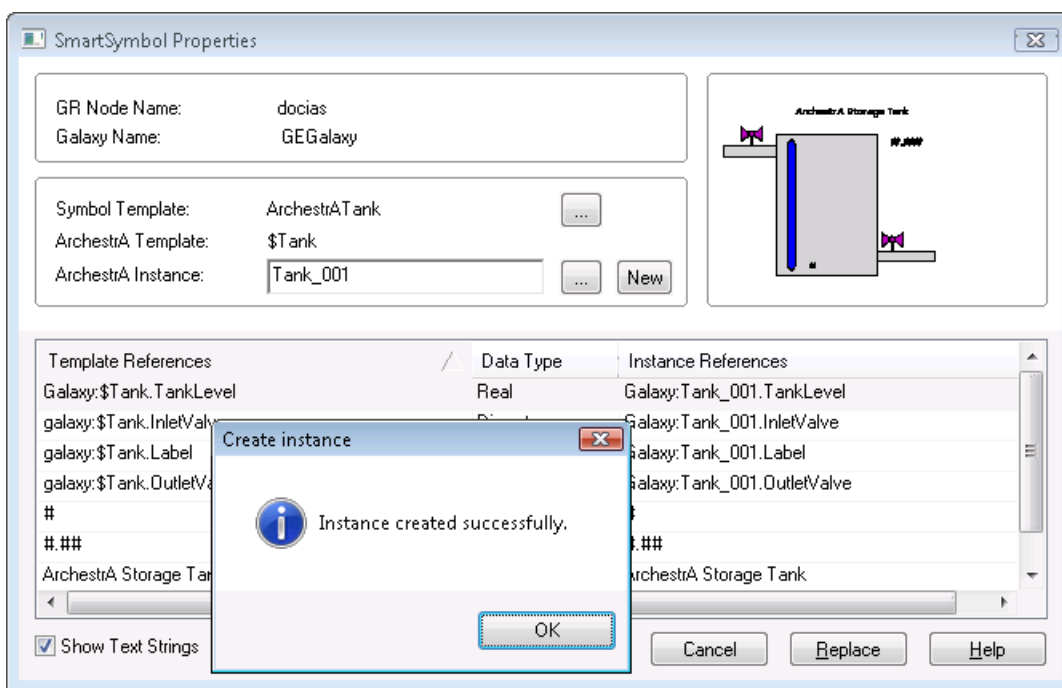 SmartSymbol Properties
GR Node Name: docias
Galaxy Name: GEGalaxy
ArchestrA Storage Tank
#.###
#
Symbol Template: ArchestrATank ...
ArchestrA Template: $Tank
ArchestrA Instance: Tank_001 ... New
Template References Data Type Instance References
Galaxy:$Tank.TankLevel Real Galaxy:Tank_001.TankLevel
galaxy:$Tank.InletValve Galaxy:Tank_001.InletValve
galaxy:$Tank.Label Galaxy:Tank_001.Label
galaxy:$Tank.OutletVa Galaxy:Tank_001.OutletValve
# #
#.## #.##
ArchestrA Storage Tan ArchestrA Storage Tank
Create instance
Instance created successfully.
OK
Show Text Strings Cancel Replace Help